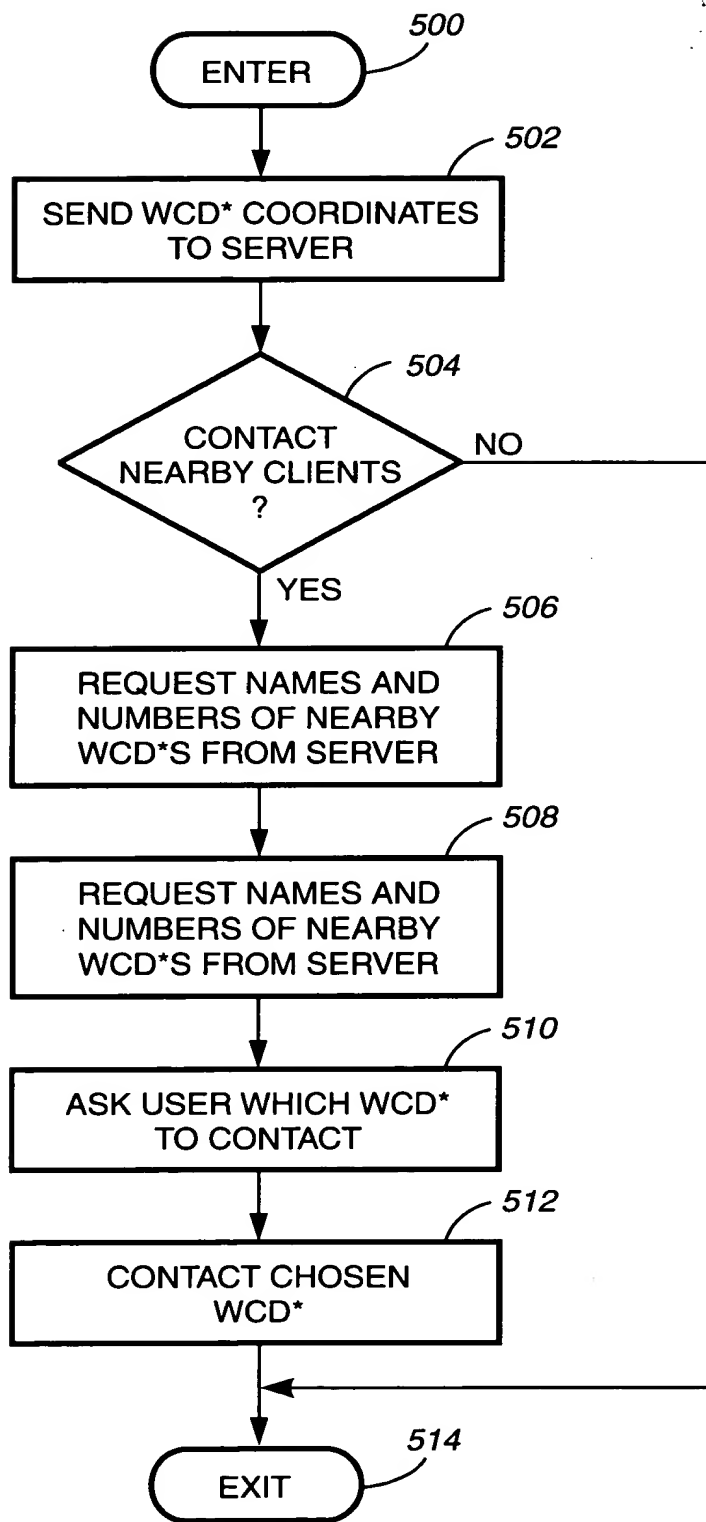 500
ENTER
502
SEND WCD* COORDINATES
TO SERVER
504
CONTACT
NEARBY CLIENTS
?
NO
YES
506
REQUEST NAMES AND
NUMBERS OF NEARBY
WCD*S FROM SERVER
508
REQUEST NAMES AND
NUMBERS OF NEARBY
WCD*S FROM SERVER
510
ASK USER WHICH WCD*
TO CONTACT
512
CONTACT CHOSEN
WCD*
514
EXIT